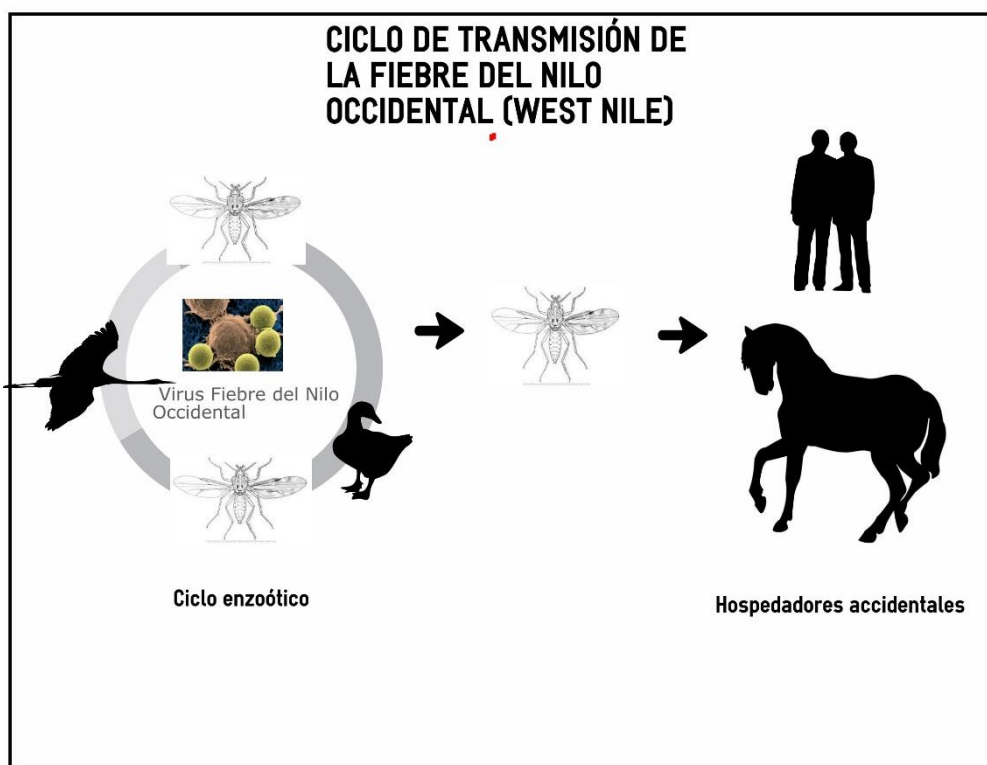 CICLO DE TRANSMISIÓN DE
LA FIEBRE DEL NILO
OCCIDENTAL (WEST NILE)
Virus Fiebre del Nilo
Occidental
Ciclo enzoótico
Hospedadores accidentales